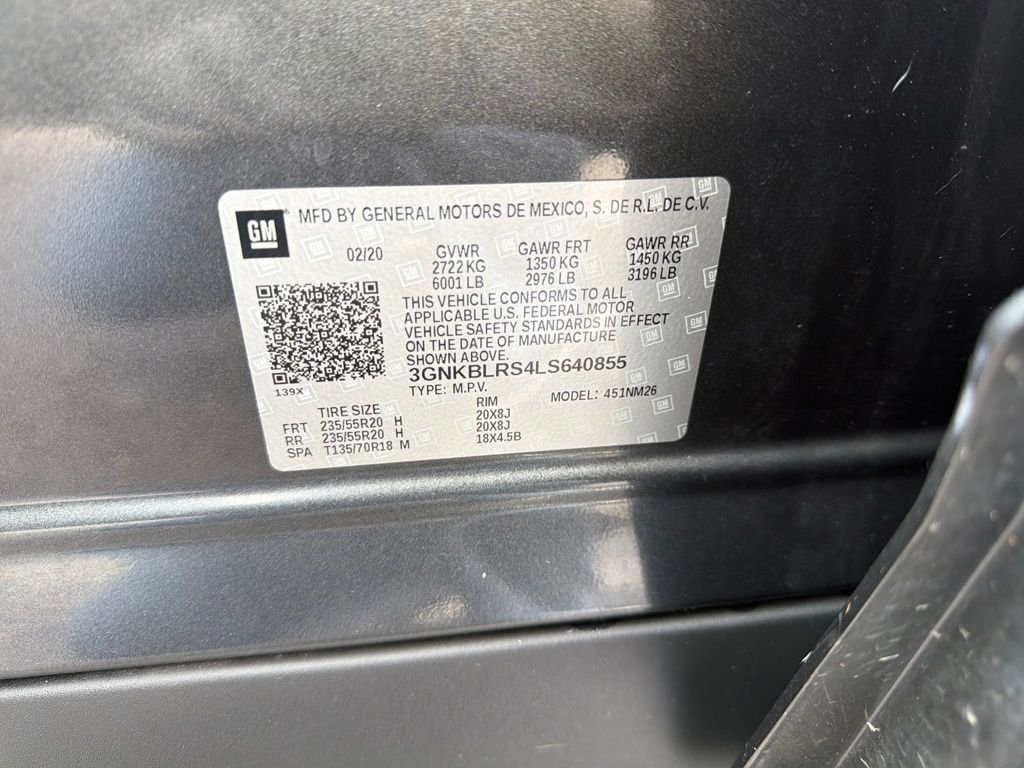 GM MFD BY GENERAL MOTORS DE MEXICO, S. DE R.L. DE C.V.
02/20 GVWR GAWR FRT GAWR RR
2722 KG 1350 KG 1450 KG
6001 LB 2976 LB 3196 LB
THIS VEHICLE CONFORMS TO ALL
APPLICABLE U.S. FEDERAL MOTOR
VEHICLE SAFETY STANDARDS IN EFFECT
ON THE DATE OF MANUFACTURE
SHOWN ABOVE.
3GNKBLRS4LS640855
139X TYPE: M.P.V. MODEL: 451NM26
TIRE SIZE RIM
FRT 235/55R20 H 20X8J
RR 235/55R20 H 20X8J
SPA T135/70R18 M 18X4.5B